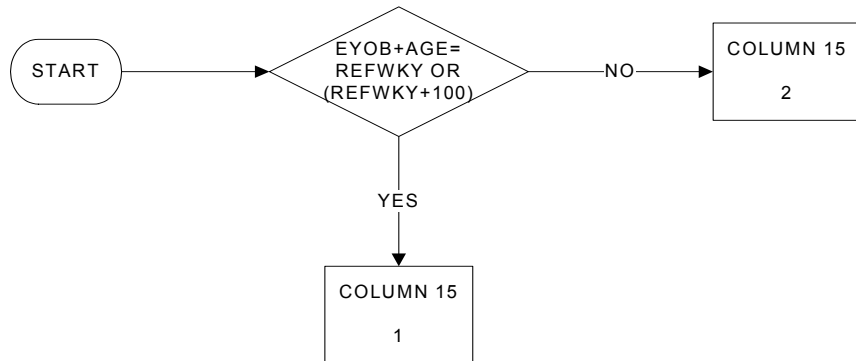 START
EYOB+AGE=
REFWKY OR
(REFWKY+100)
NO
COLUMN 15
2
YES
COLUMN 15
1